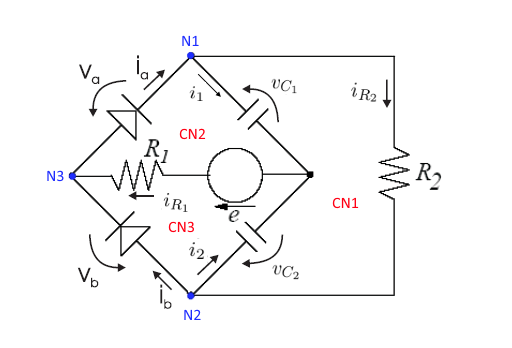 N1
V_a
i_a
i_1
v_{C_1}
i_{R_2}
CN2
R_1
R_2
N3
i_{R_1}
e
CN1
CN3
i_2
V_b
v_{C_2}
i_b
N2